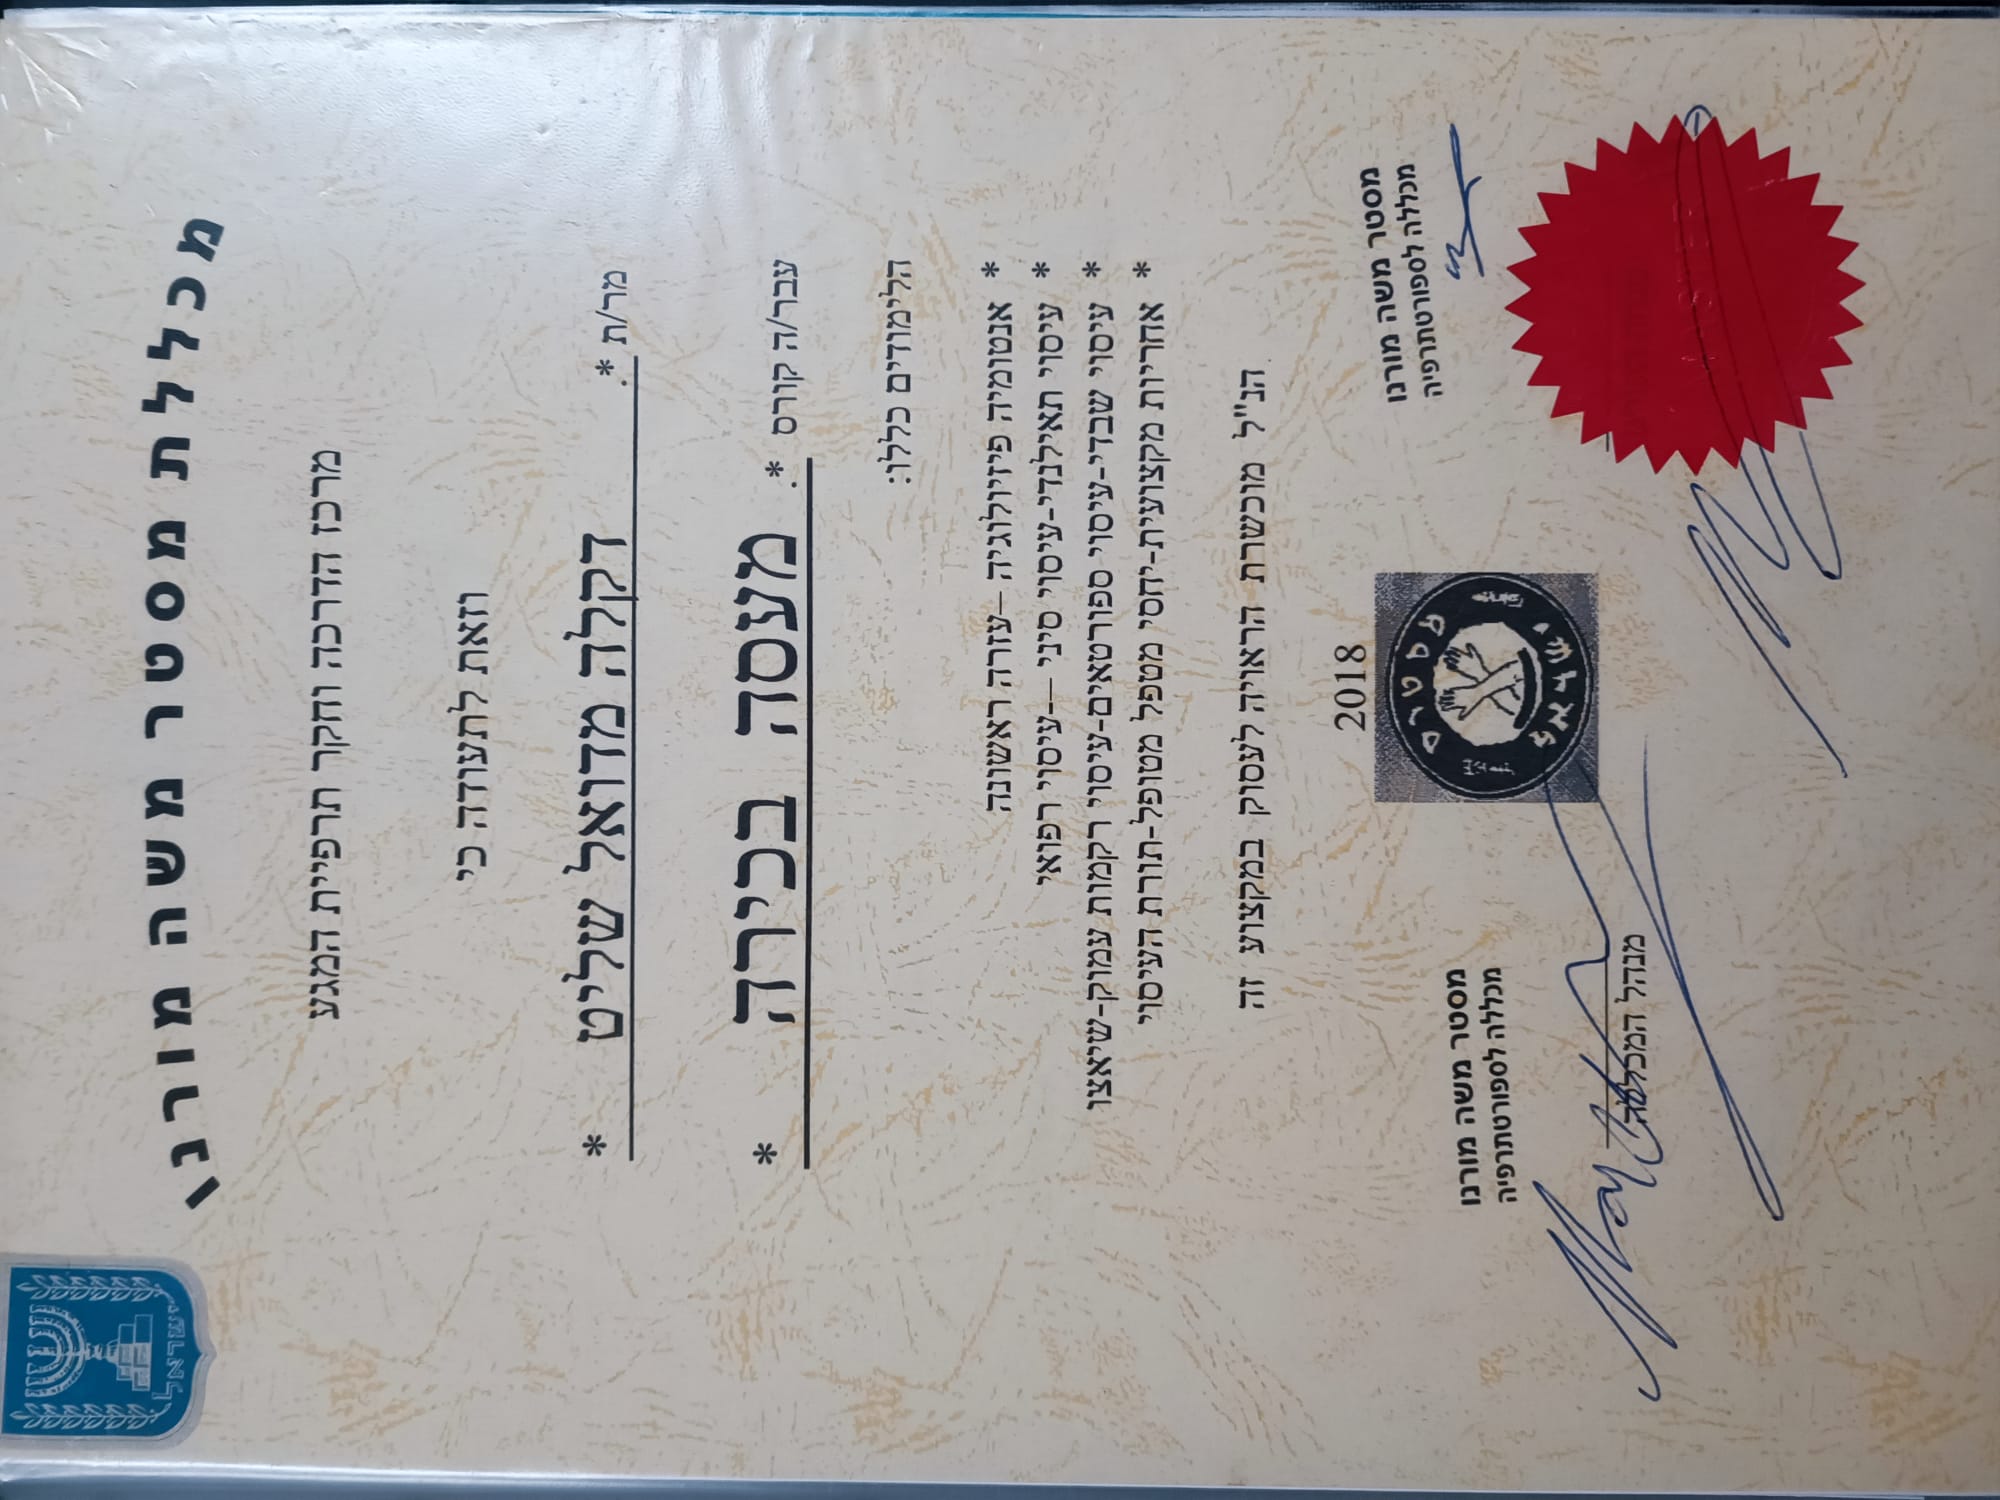 ישראל
מכללת מסטר משה מורנו
מרכז הדרכה וחקר תרפיית המגע
וזאת לתעודה כי
מר/ת *. דקלה מדואל שליט *
עבר/ה קורס *. מעסה בכירה *
הלימודים כללו:
* אנטומיה פיזיולוגיה –עזרה ראשונה
* עיסוי תאילנדי-עיסוי סיני –-עיסוי רפואי
* עיסוי שבדי-עיסוי ספורטאים-עיסוי רקמות עמוק-שיאצו
* אחריות מקצועית-יחסי מטפל מטופל-תורת העיסוי
הנ"ל מוכשרת הראויה לעסוק במקצוע זה
2018
מסטר משה מורנו
מכללה לספורטתרפיה
מסטר משה מורנו
מכללה לספורטתרפיה
ישראל
מנהל המכללה